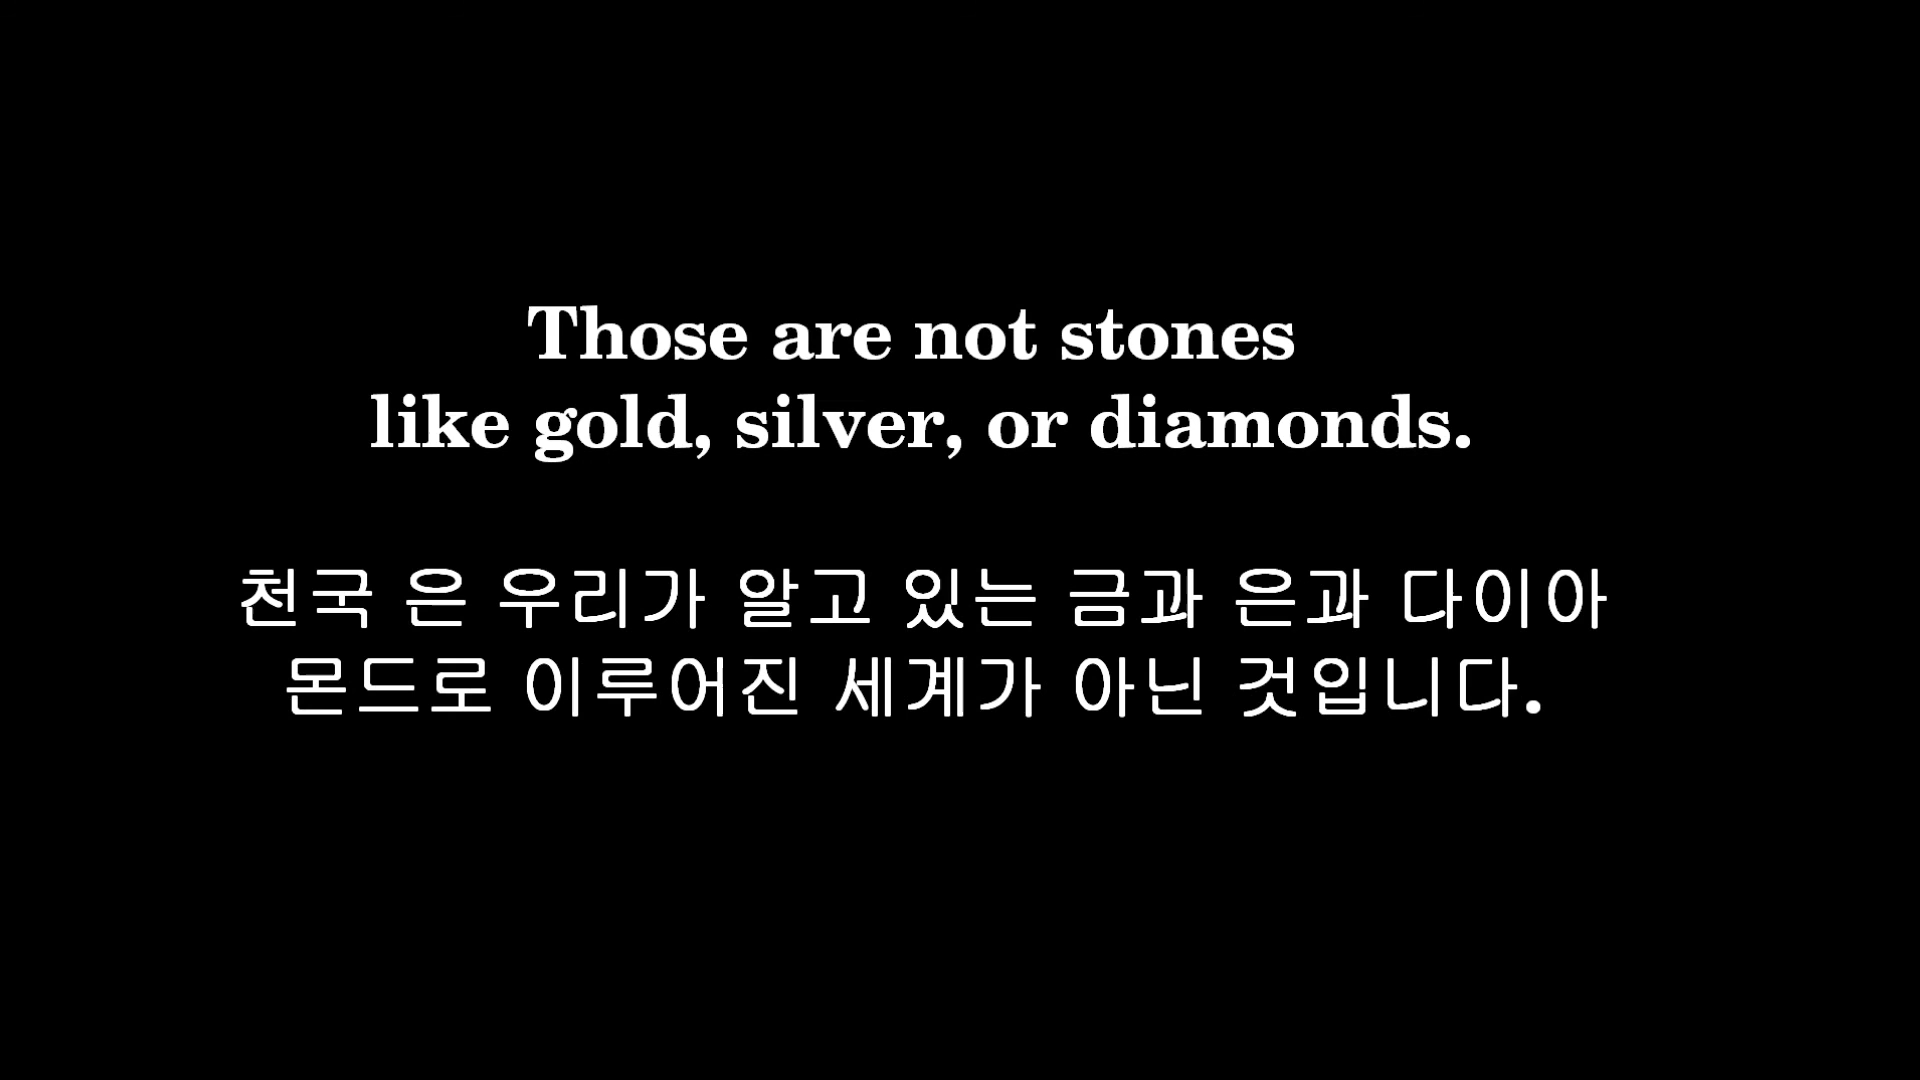 Those are not stones
like gold, silver, or diamonds.
천국 은 우리가 알고 있는 금과 은과 다이아
몬드로 이루어진 세계가 아닌 것입니다.